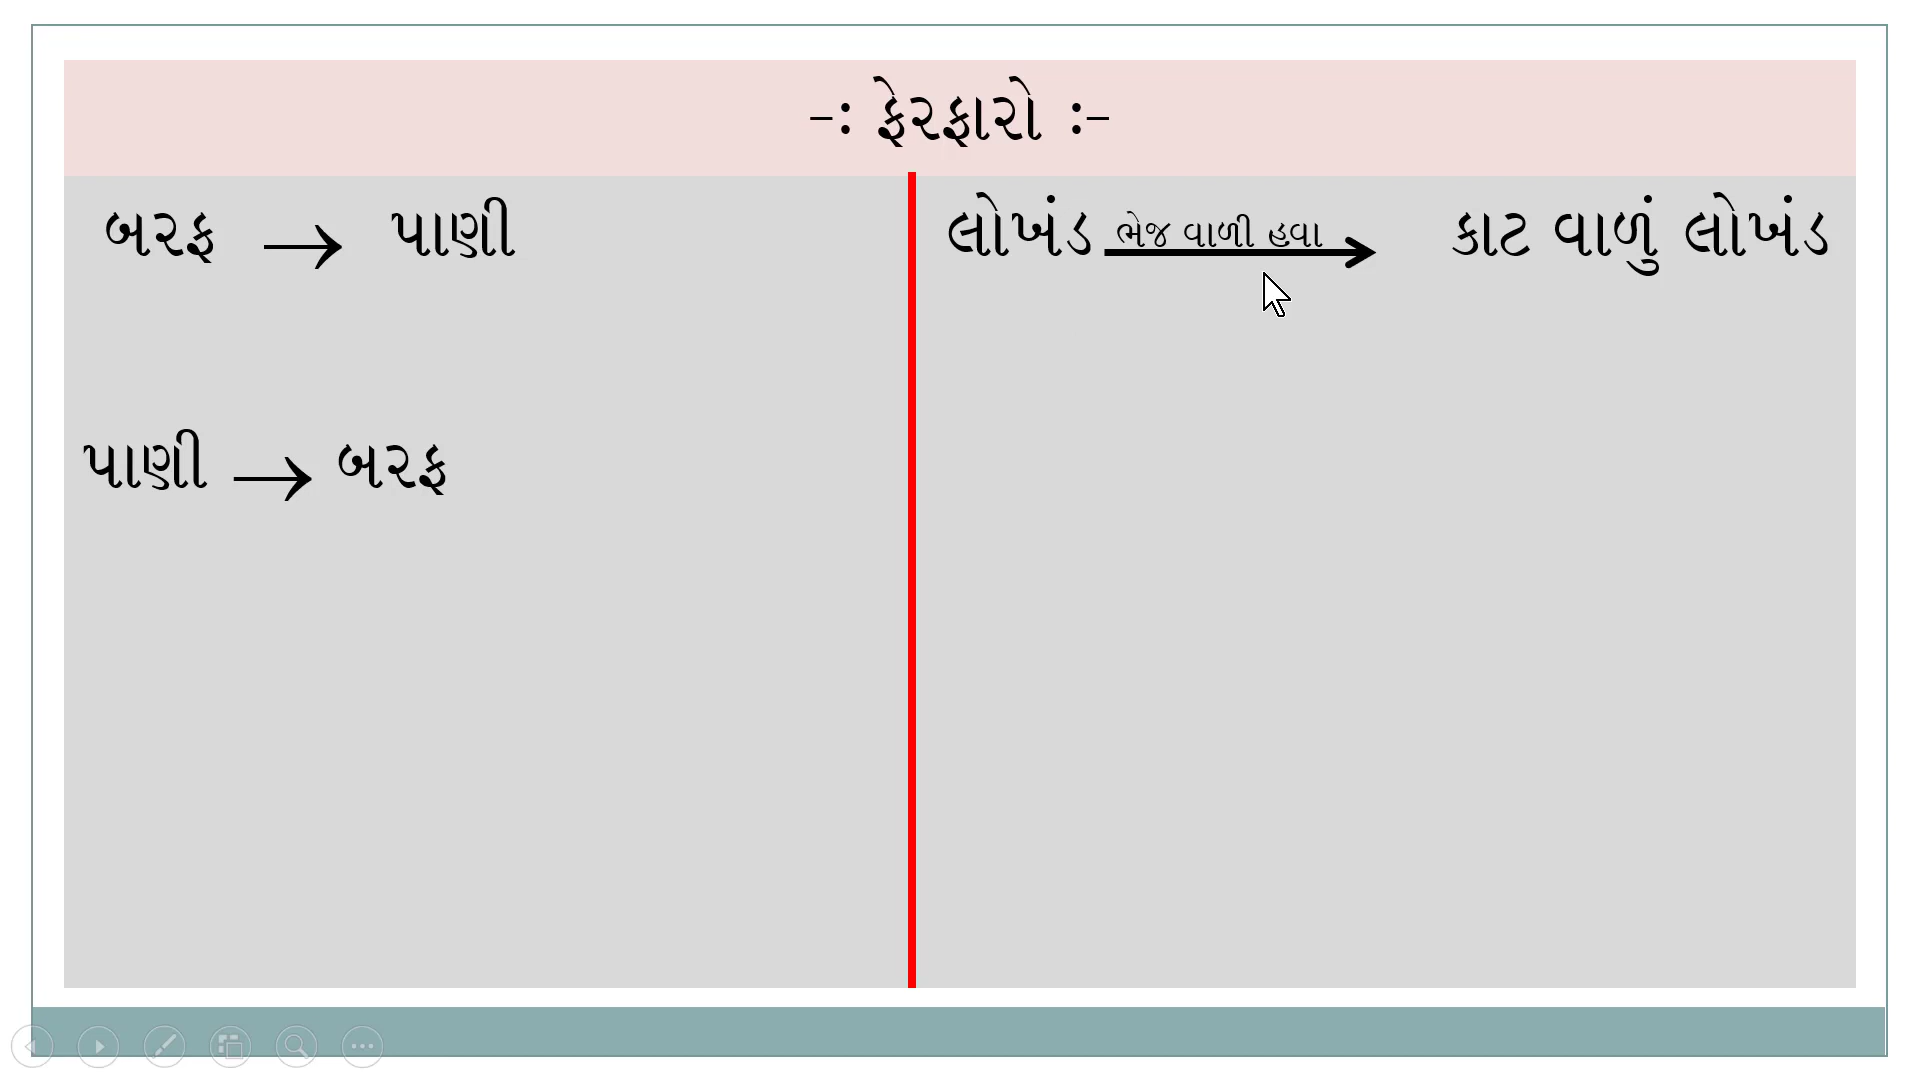 -ઃ ફેરફારો ઃ-
બરફ → પાણી
પાણી → બરફ
લોખંડ ભેજ વાળી હવા → કાટ વાળું લોખંડ